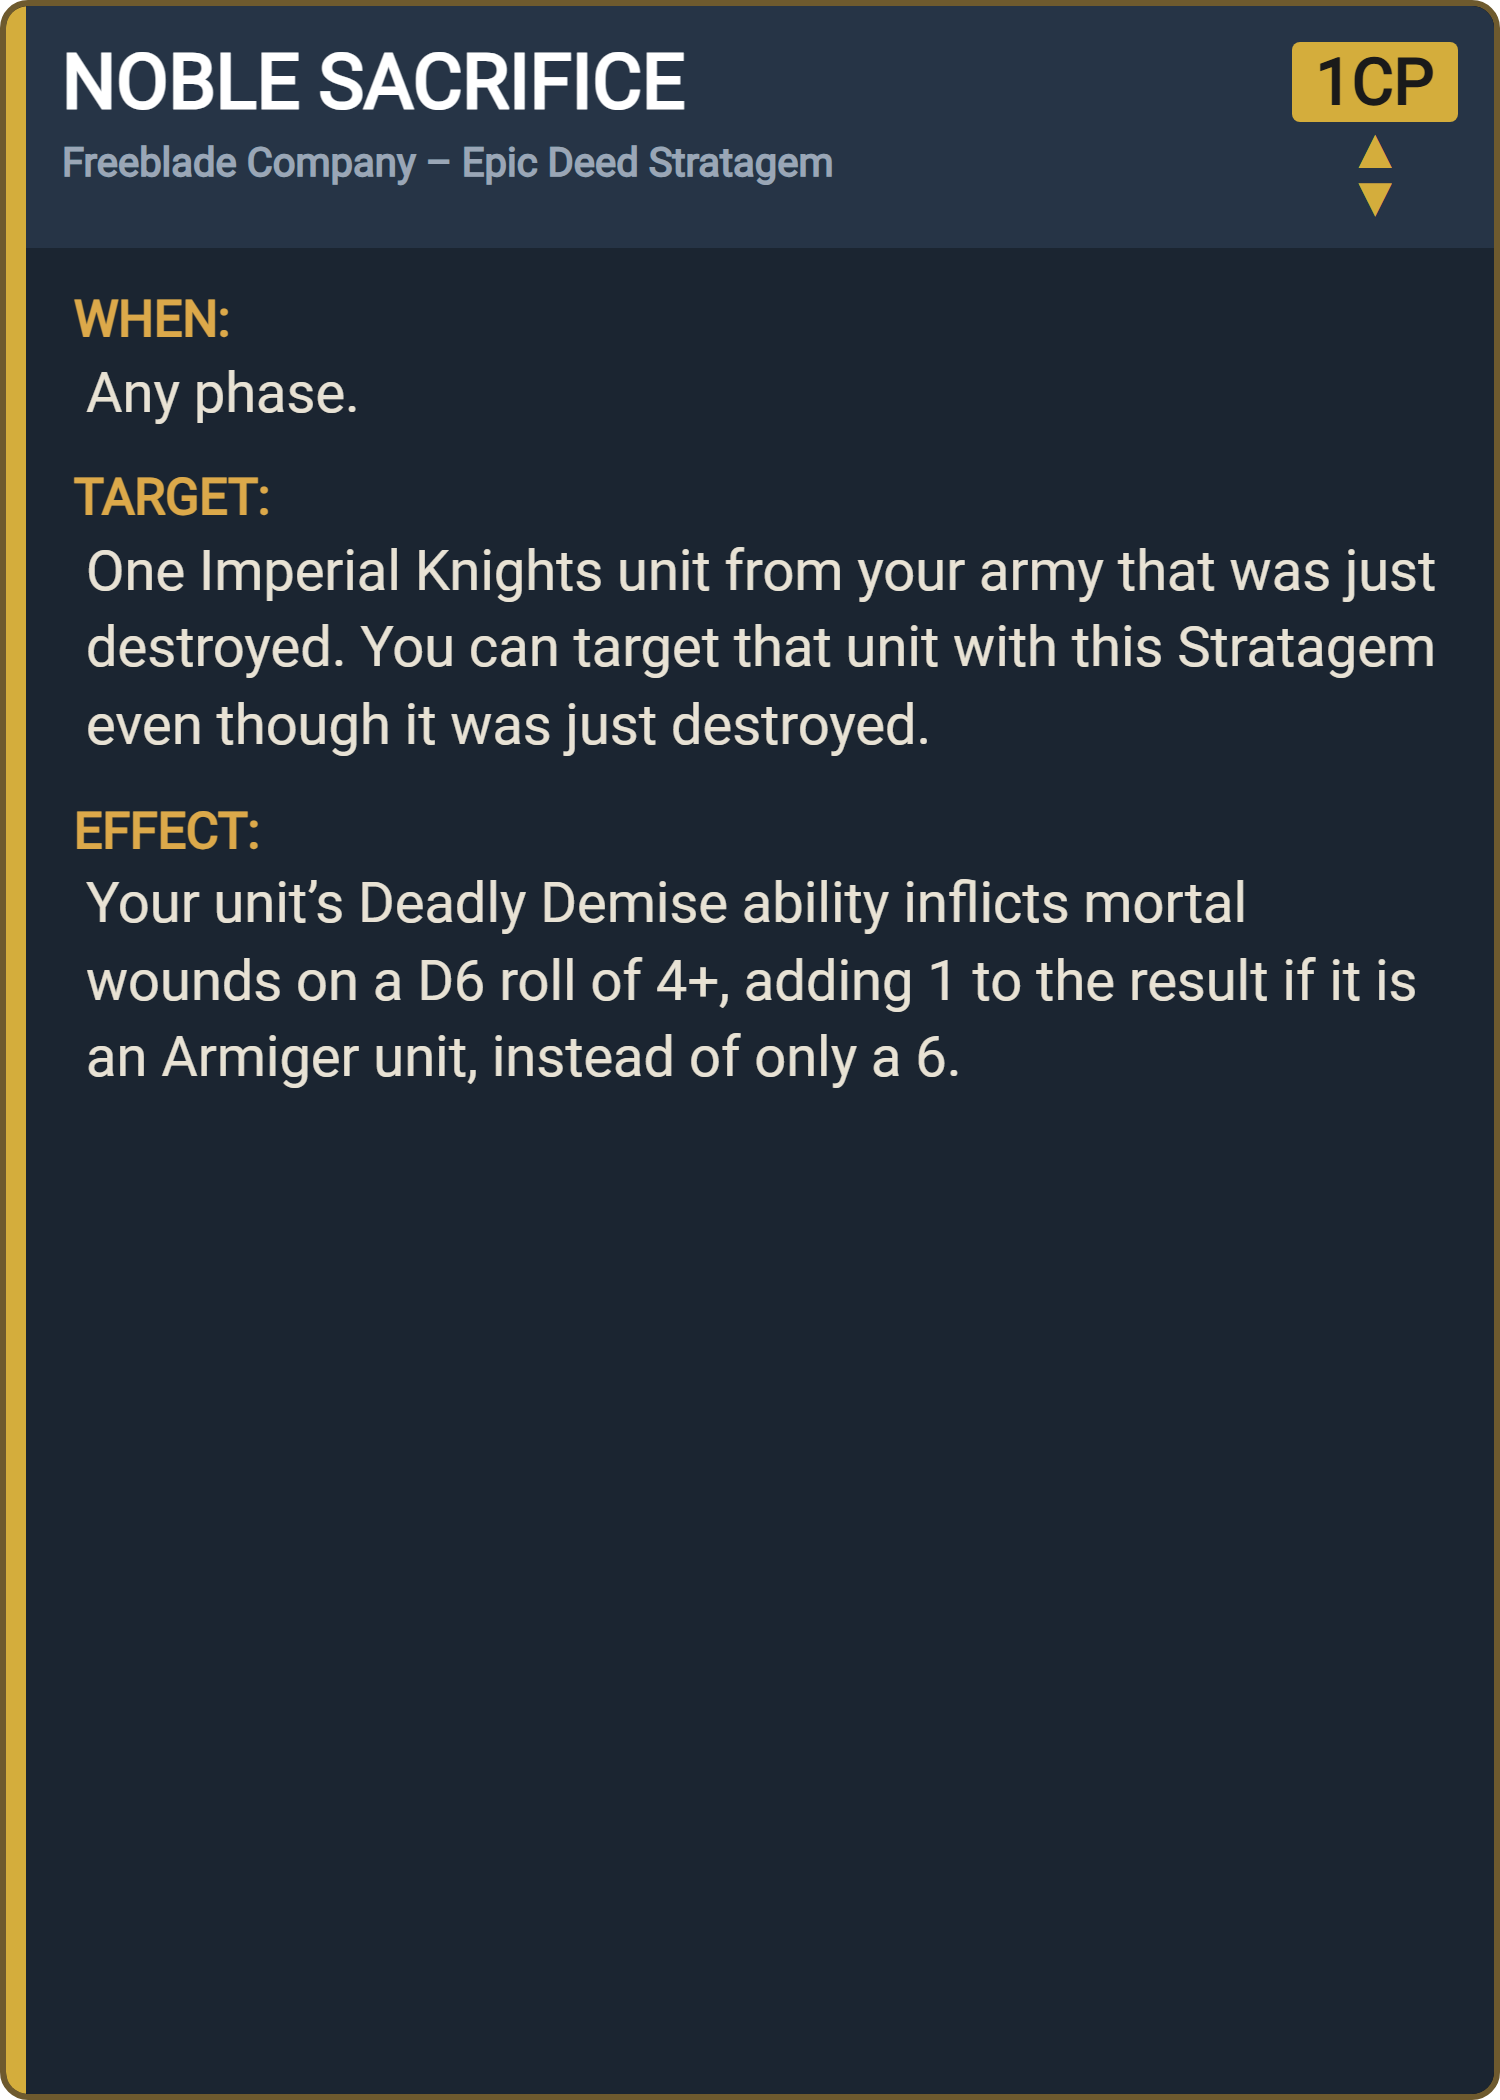 NOBLE SACRIFICE
1CP
Freeblade Company – Epic Deed Stratagem
WHEN:
Any phase.
TARGET:
One Imperial Knights unit from your army that was just
destroyed. You can target that unit with this Stratagem
even though it was just destroyed.
EFFECT:
Your unit’s Deadly Demise ability inflicts mortal
wounds on a D6 roll of 4+, adding 1 to the result if it is
an Armiger unit, instead of only a 6.